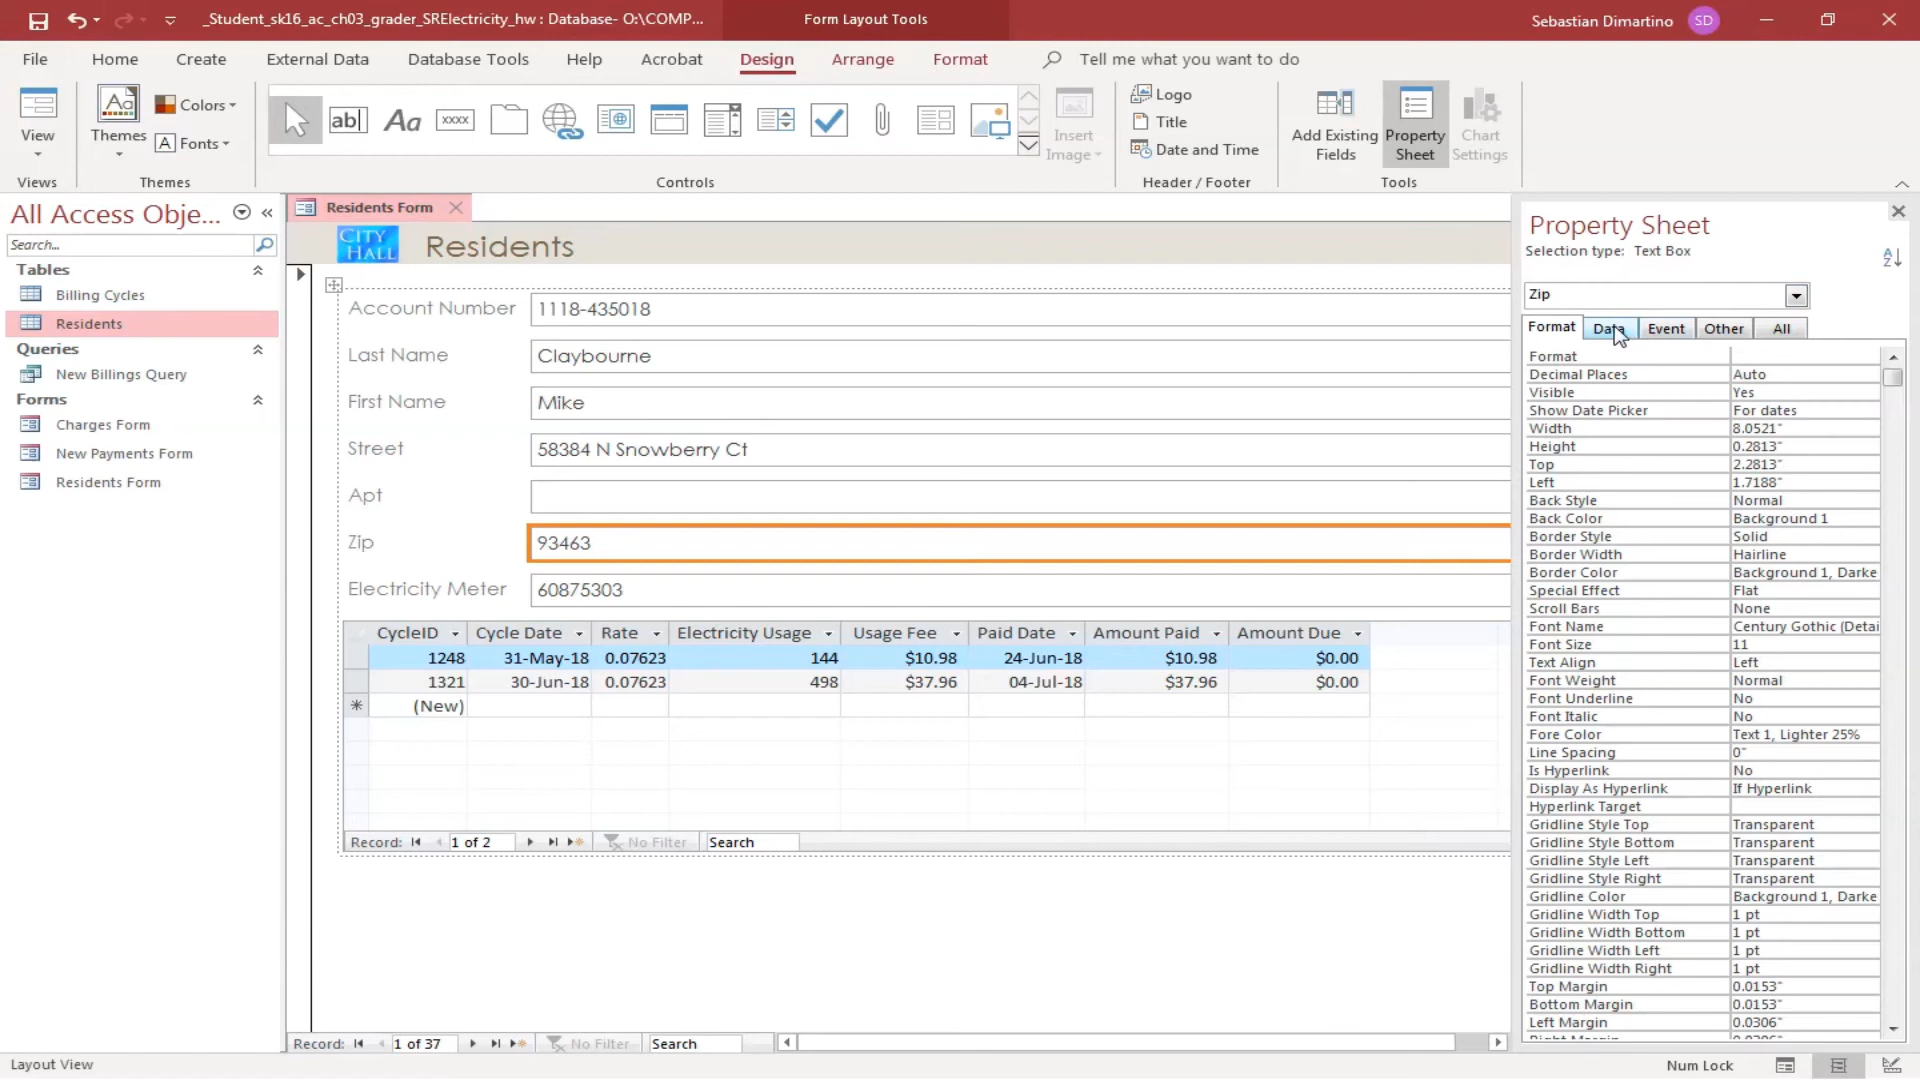 _Student_sk16_ac_ch03_grader_SRElectricity_hw : Database- O:\COMP...
Form Layout Tools
Sebastian Dimartino
SD
File
Home
Create
External Data
Database Tools
Help
Acrobat
Design
Arrange
Format
Tell me what you want to do
View
Views
Aa
Themes
Colors
A Fonts
Themes
ab
Aa
XXXX
Controls
Insert
Image
Logo
Title
Date and Time
Header / Footer
Add Existing
Fields
Property
Sheet
Chart
Settings
Tools
All Access Obje...
Search...
Tables
Billing Cycles
Residents
Queries
New Billings Query
Forms
Charges Form
New Payments Form
Residents Form
Residents Form
CITY
HALL
Residents
Account Number 1118-435018
Last Name Claybourne
First Name Mike
Street 58384 N Snowberry Ct
Apt
Zip 93463
Electricity Meter 60875303
CycleID Cycle Date Rate Electricity Usage Usage Fee Paid Date Amount Paid Amount Due
1248 31-May-18 0.07623 144 $10.98 24-Jun-18 $10.98 $0.00
1321 30-Jun-18 0.07623 498 $37.96 04-Jul-18 $37.96 $0.00
* (New)
Record: 1 of 2 No Filter Search
Record: 1 of 37 No Filter Search
Property Sheet
Selection type: Text Box
A
Z
Zip
Format Data Event Other All
Format
Decimal Places Auto
Visible Yes
Show Date Picker For dates
Width 8.0521"
Height 0.2813"
Top 2.2813"
Left 1.7188"
Back Style Normal
Back Color Background 1
Border Style Solid
Border Width Hairline
Border Color Background 1, Darke
Special Effect Flat
Scroll Bars None
Font Name Century Gothic (Detai
Font Size 11
Text Align Left
Font Weight Normal
Font Underline No
Font Italic No
Fore Color Text 1, Lighter 25%
Line Spacing 0"
Is Hyperlink No
Display As Hyperlink If Hyperlink
Hyperlink Target
Gridline Style Top Transparent
Gridline Style Bottom Transparent
Gridline Style Left Transparent
Gridline Style Right Transparent
Gridline Color Background 1, Darke
Gridline Width Top 1 pt
Gridline Width Bottom 1 pt
Gridline Width Left 1 pt
Gridline Width Right 1 pt
Top Margin 0.0153"
Bottom Margin 0.0153"
Left Margin 0.0306"
Layout View
Num Lock